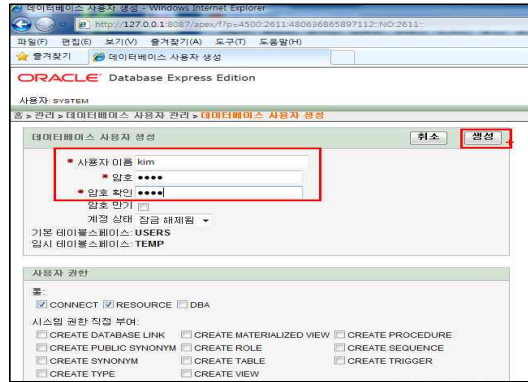 데이터베이스 사용자 생성 - Windows Internet Explorer
http://127.0.0.1:8087/apex/f?p=4500:2611:480636865897112::NO:2611::
파일(F) 편집(E) 보기(V) 즐겨찾기(A) 도구(T) 도움말(H)
즐겨찾기 데이터베이스 사용자 생성
ORACLE Database Express Edition
사용자: SYSTEM
홈 > 관리 > 데이터베이스 사용자 관리 > 데이터베이스 사용자 생성
데이터베이스 사용자 생성 취소 생성
* 사용자 이름 kim
* 암호 ●●●●
* 암호 확인 ●●●●
암호 만기
계정 상태 잠금 해제됨
기본 테이블스페이스: USERS
임시 테이블스페이스: TEMP
사용자 권한
롤:
CONNECT RESOURCE DBA
시스템 권한 직접 부여:
CREATE DATABASE LINK CREATE MATERIALIZED VIEW CREATE PROCEDURE
CREATE PUBLIC SYNONYM CREATE ROLE CREATE SEQUENCE
CREATE SYNONYM CREATE TABLE CREATE TRIGGER
CREATE TYPE CREATE VIEW